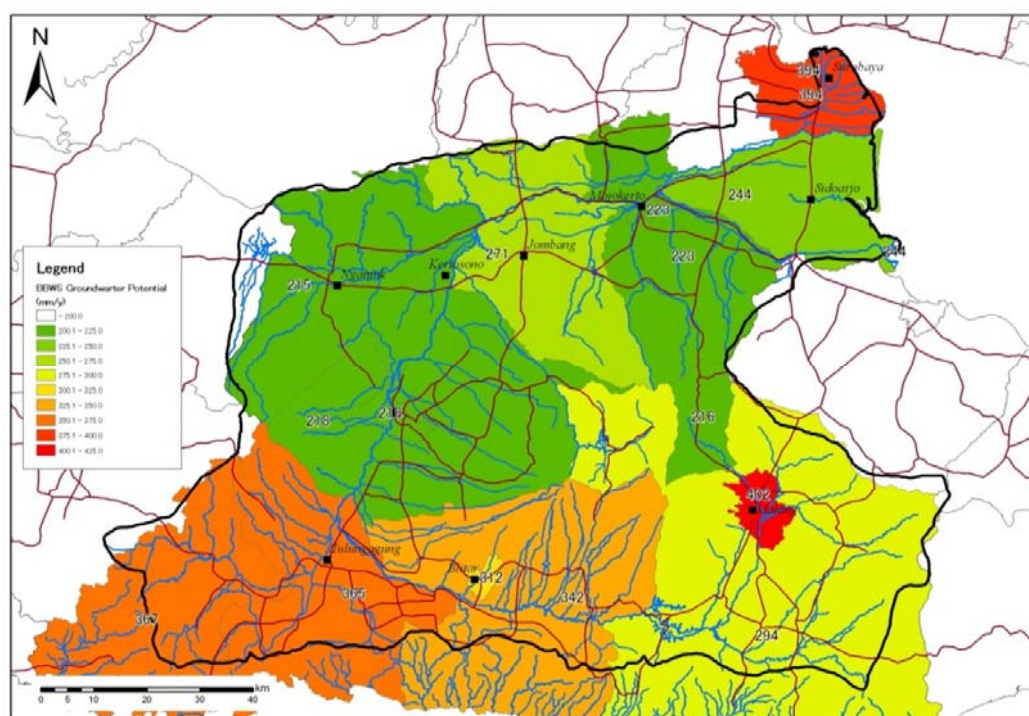 N
394
Surabaya
394
Mojokerto
223
244
Sidoarjo
271
Jombang
223
244
215
Nganjuk
Kertosono
Legend
BBWS Groundwarter Potential
(mm/y)
- 200.0
200.1 - 225.0
225.1 - 250.0
250.1 - 275.0
275.1 - 300.0
300.1 - 325.0
325.1 - 350.0
375.1 - 400.0
400.1 - 425.0
218
216
402
Tulungagung
Blitar
312
365
342
367
294
0 5 10 20 30 40
km